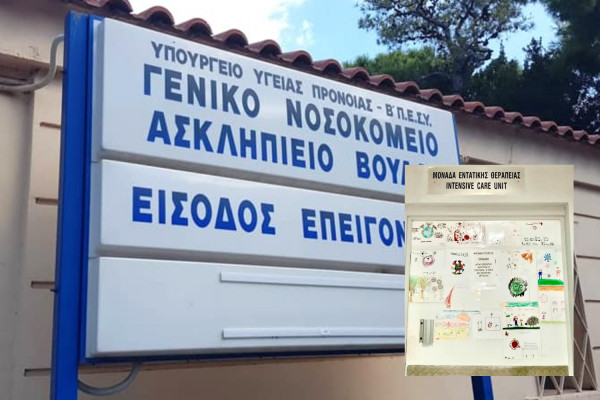 ΥΠΟΥΡΓΕΙΟ ΥΓΕΙΑΣ ΠΡΟΝΟΙΑΣ - Β΄ Π.Ε.Σ.Υ.
ΓΕΝΙΚΟ ΝΟΣΟΚΟΜΕΙΟ
ΑΣΚΛΗΠΙΕΙΟ ΒΟΥΛ
ΕΙΣΟΔΟΣ ΕΠΕΙΓΟΝ
ΜΟΝΑΔΑ ΕΝΤΑΤΙΚΗΣ ΘΕΡΑΠΕΙΑΣ
INTENSIVE CARE UNIT